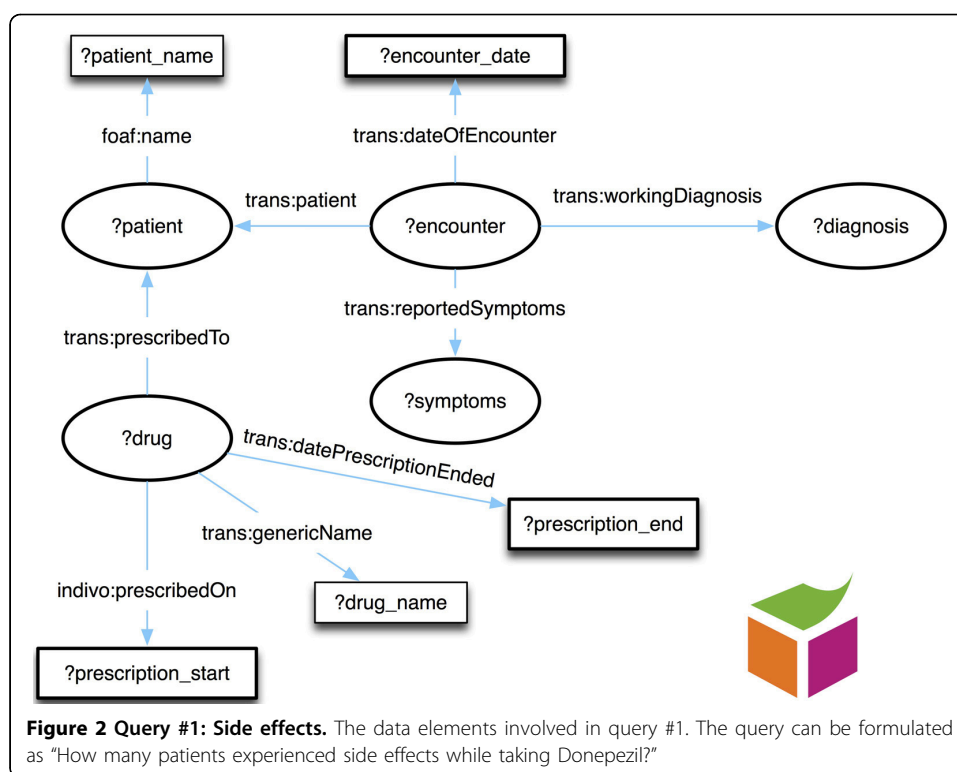 ?patient_name
?encounter_date
foaf:name
trans:dateOfEncounter
trans:patient
trans:workingDiagnosis
?patient
?encounter
?diagnosis
trans:reportedSymptoms
trans:prescribedTo
?symptoms
?drug
trans:datePrescriptionEnded
?prescription_end
trans:genericName
indivo:prescribedOn
?drug_name
?prescription_start
Figure 2 Query #1: Side effects. The data elements involved in query #1. The query can be formulated
as “How many patients experienced side effects while taking Donepezil?”